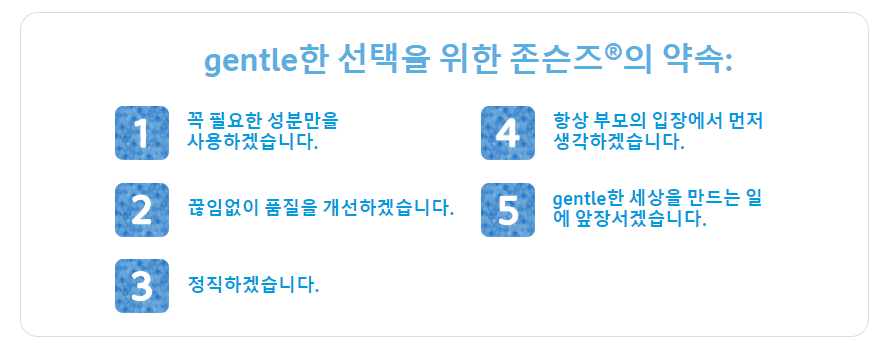 gentle한 선택을 위한 존슨즈®의 약속:
1
꼭 필요한 성분만을
사용하겠습니다.
2
끊임없이 품질을 개선하겠습니다.
3
정직하겠습니다.
4
항상 부모의 입장에서 먼저
생각하겠습니다.
5
gentle한 세상을 만드는 일
에 앞장서겠습니다.